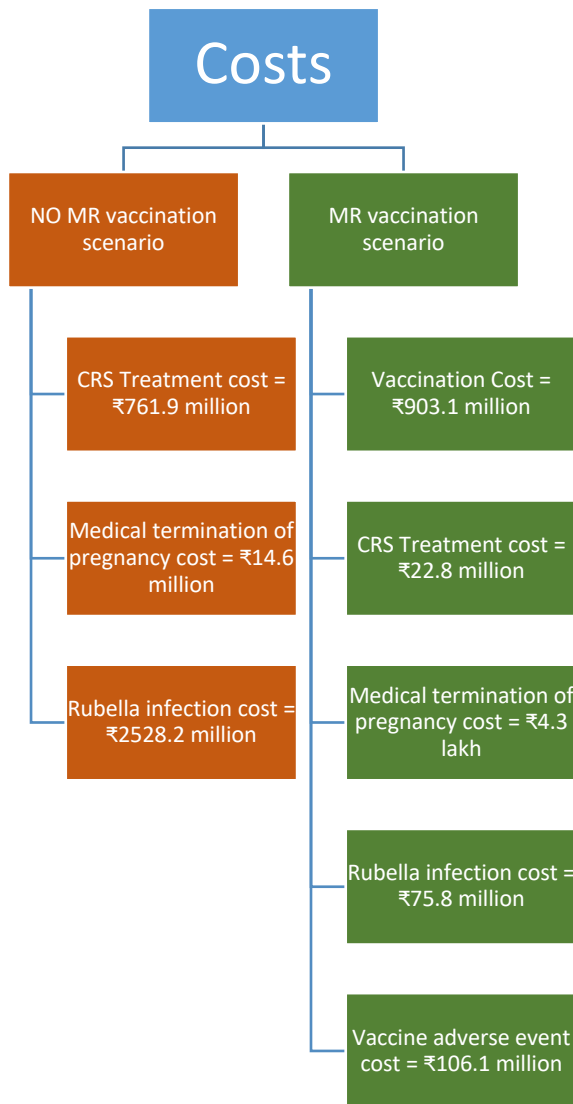 Costs
NO MR vaccination
scenario
CRS Treatment cost =
₹761.9 million
Medical termination of
pregnancy cost = ₹14.6
million
Rubella infection cost =
₹2528.2 million
MR vaccination
scenario
Vaccination Cost =
₹903.1 million
CRS Treatment cost =
₹22.8 million
Medical termination of
pregnancy cost = ₹4.3
lakh
Rubella infection cost =
₹75.8 million
Vaccine adverse event
cost = ₹106.1 million